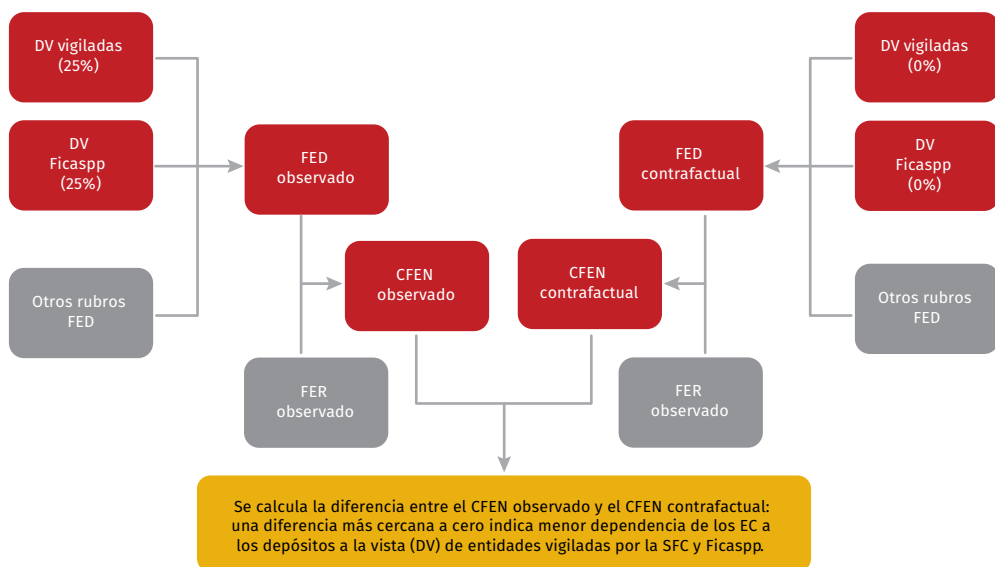 DV vigiladas
(25%)
DV
Ficaspp
(25%)
Otros rubros
FED
FED
observado
CFEN
observado
FER
observado
FED
contrafactual
CFEN
contrafactual
FER
observado
DV vigiladas
(0%)
DV
Ficaspp
(0%)
Otros rubros
FED
Se calcula la diferencia entre el CFEN observado y el CFEN contrafactual:
una diferencia más cercana a cero indica menor dependencia de los EC a
los depósitos a la vista (DV) de entidades vigiladas por la SFC y Ficaspp.